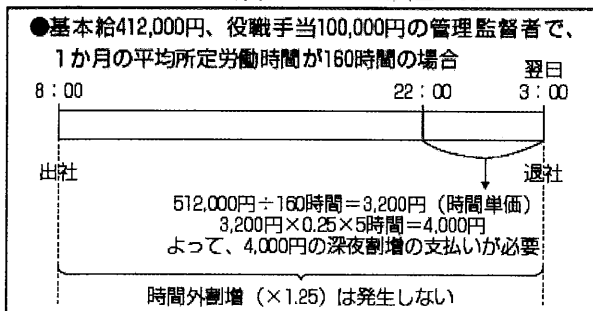 ●基本給412,000円、役戦手当100,000円の管理監督者で、
1か月の平均所定労働時間が160時間の場合
翌日
8：00 22：00 3：00
出社 退社
512,000円÷160時間＝3,200円（時間単価）
3,200円×0.25×5時間＝4,000円
よって、4,000円の深夜割増の支払いが必要
時間外割増（×1.25）は発生しない